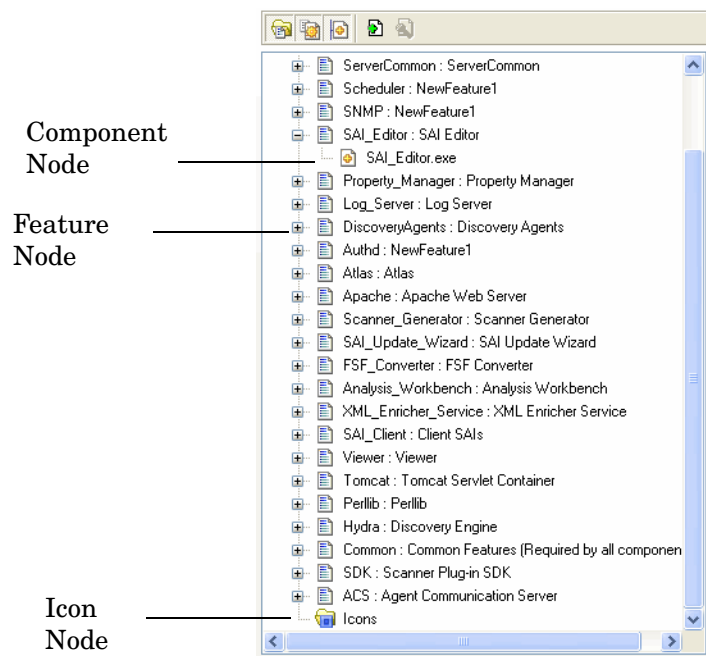 ServerCommon : ServerCommon
Scheduler : NewFeature1
SNMP : NewFeature1
SAI_Editor : SAI Editor
Component
Node
SAI_Editor.exe
Property_Manager : Property Manager
Log_Server : Log Server
Feature
Node
DiscoveryAgents : Discovery Agents
Authd : NewFeature1
Atlas : Atlas
Apache : Apache Web Server
Scanner_Generator : Scanner Generator
SAI_Update_Wizard : SAI Update Wizard
FSF_Converter : FSF Converter
Analysis_Workbench : Analysis Workbench
XML_Enricher_Service : XML Enricher Service
SAI_Client : Client SAIs
Viewer : Viewer
Tomcat : Tomcat Servlet Container
Perllib : Perllib
Hydra : Discovery Engine
Common : Common Features (Required by all componen
SDK : Scanner Plug-in SDK
ACS : Agent Communication Server
Icon
Node
Icons